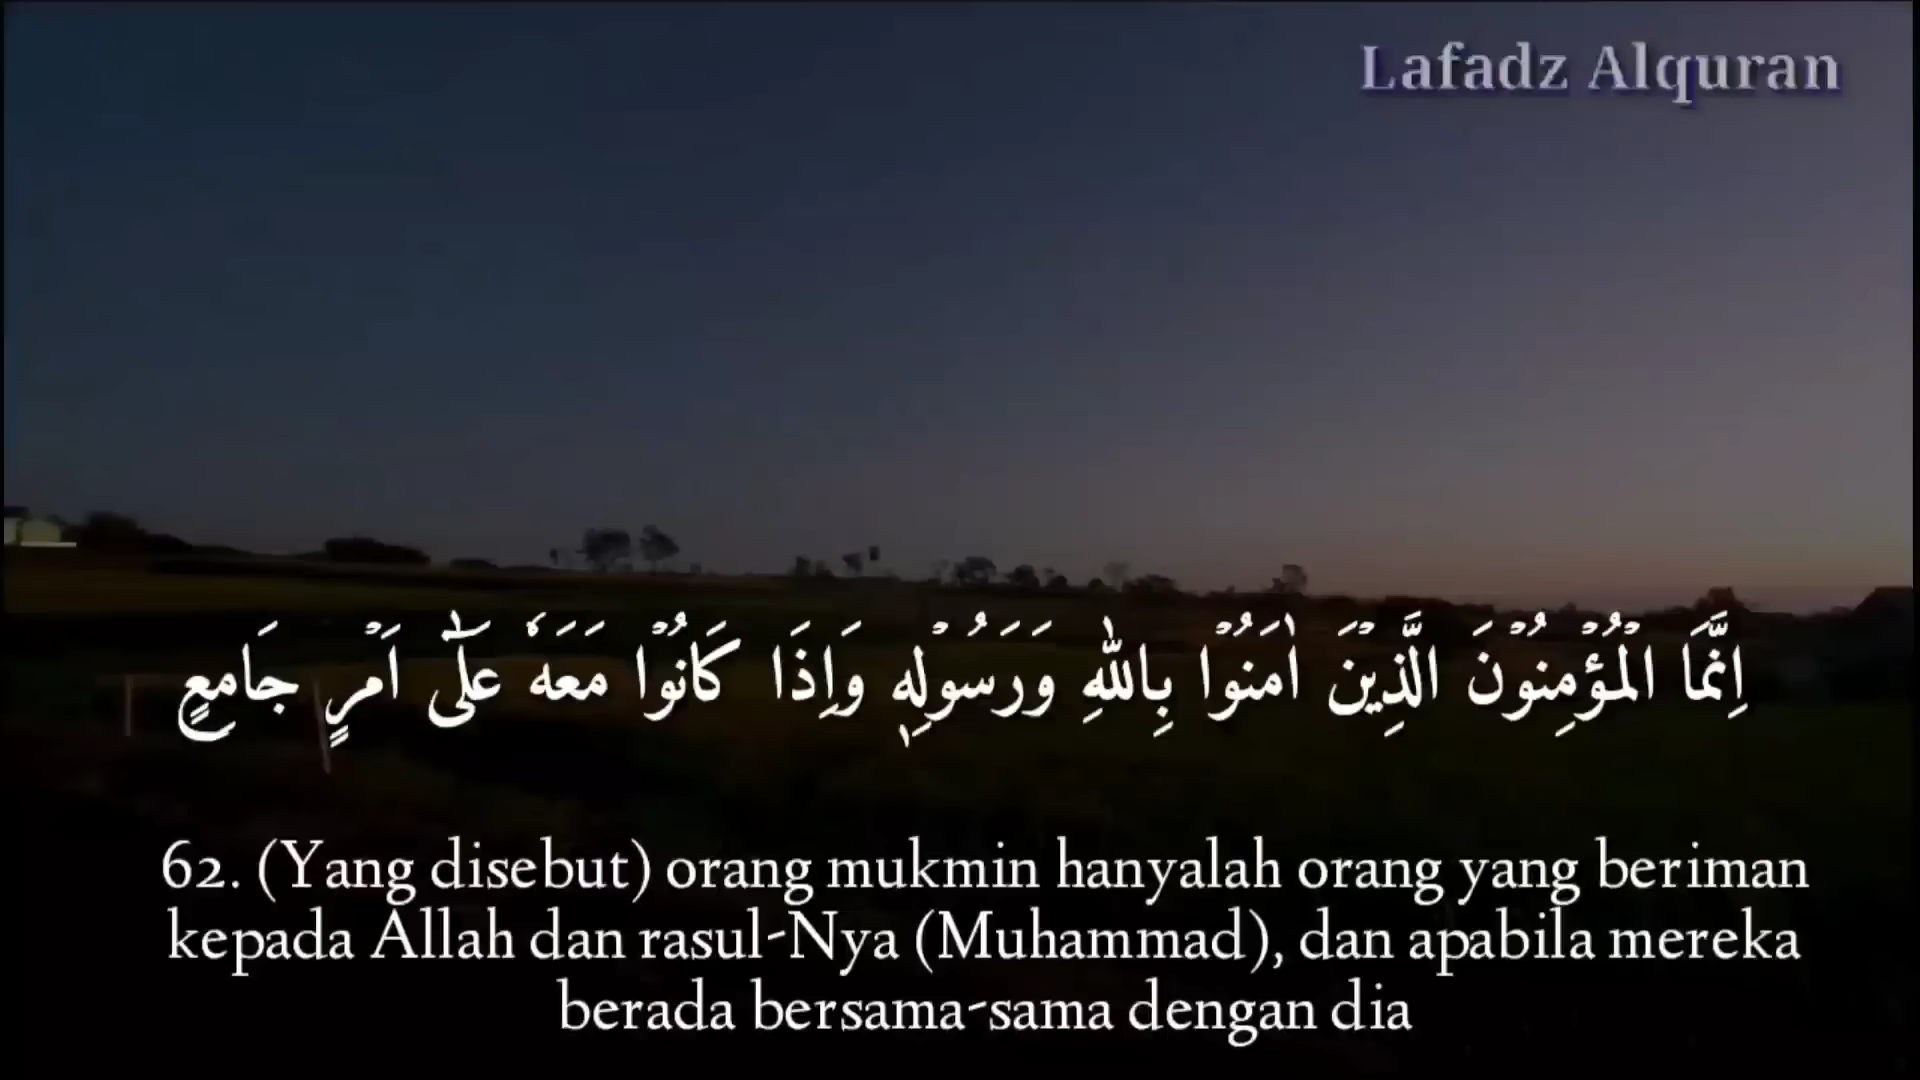 Lafadz Alquran
اِنَّمَا الْمُؤْمِنُوْنَ الَّذِيْنَ اٰمَنُوْا بِاللّٰهِ وَرَسُوْلِهٖ وَاِذَا كَانُوْا مَعَهٗ عَلٰٓى اَمْرٍ جَامِعٍ
62. (Yang disebut) orang mukmin hanyalah orang yang beriman
kepada Allah dan rasul-Nya (Muhammad), dan apabila mereka
berada bersama-sama dengan dia